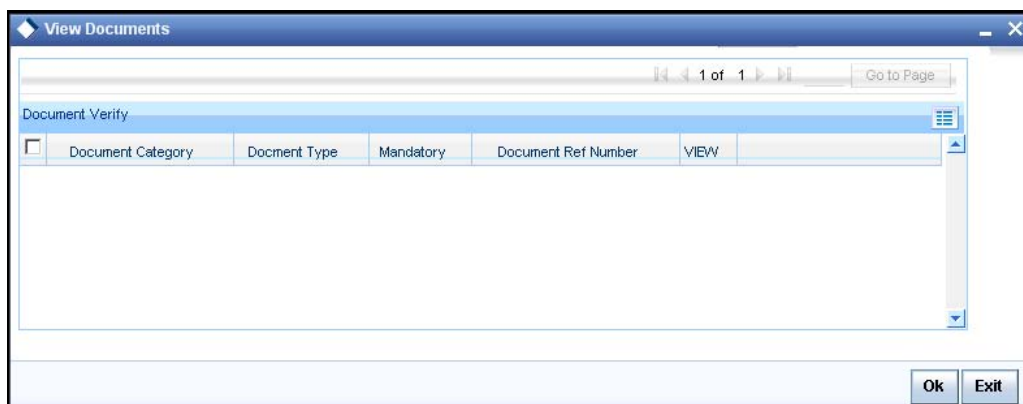 View Documents
1 of 1 Go to Page
Document Verify
Document Category Docment Type Mandatory Document Ref Number VIEW
Ok Exit